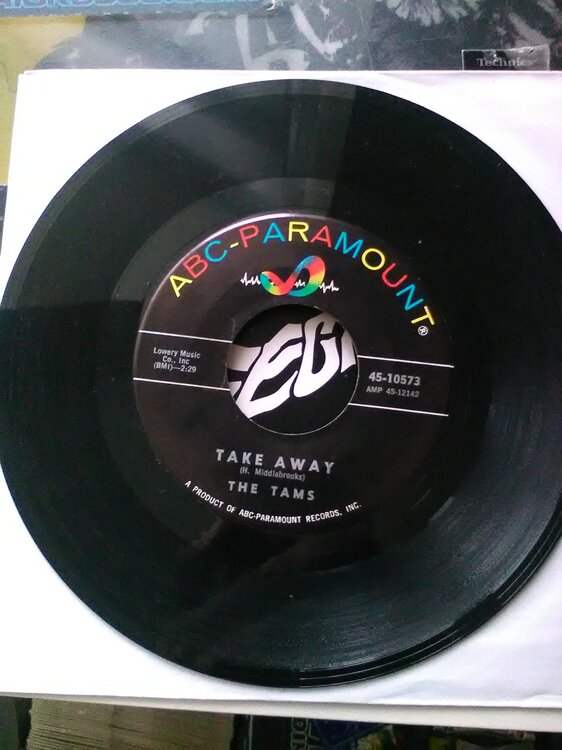 Technics
ABC-PARAMOUNT®
Lowery Music
Co., Inc
(BMI)—2:29
45-10573
AMP 45-12142
TAKE AWAY
(H. Middlebrooks)
THE TAMS
A PRODUCT OF ABC-PARAMOUNT RECORDS, INC.